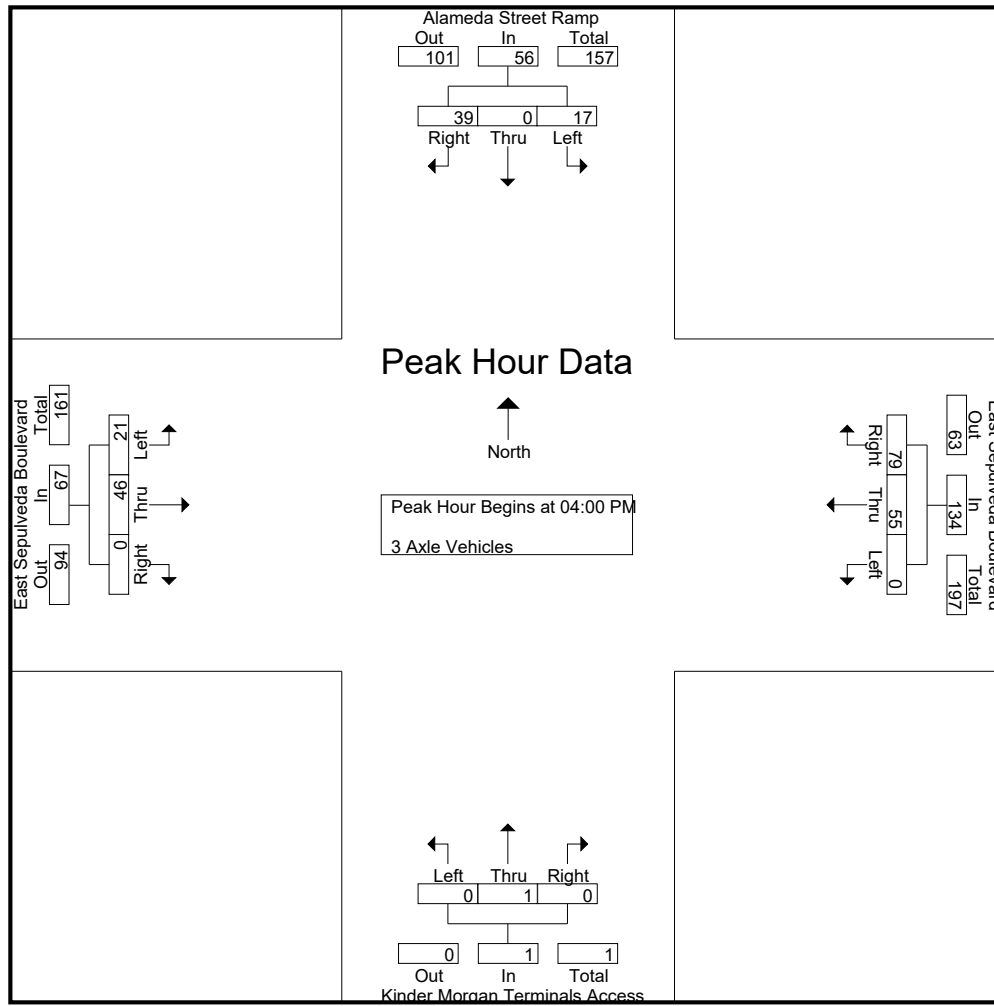 Alameda Street Ramp
Out In Total
101 56 157
39 0 17
Right Thru Left
Peak Hour Data
North
Peak Hour Begins at 04:00 PM
3 Axle Vehicles
East Sepulveda Boulevard
Total In Out
161 67 94
21 46 0
Left Thru Right
East Sepulveda Boulevard
Out In Total
63 134 197
79 55 0
Right Thru Left
Left Thru Right
0 1 0
0 1 1
Out In Total
Kinder Morgan Terminals Access